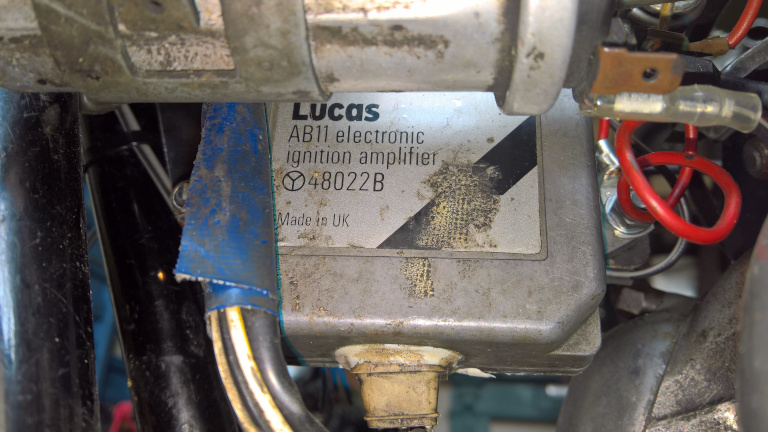 Lucas
AB11 electronic
ignition amplifier
48022B
Made in UK